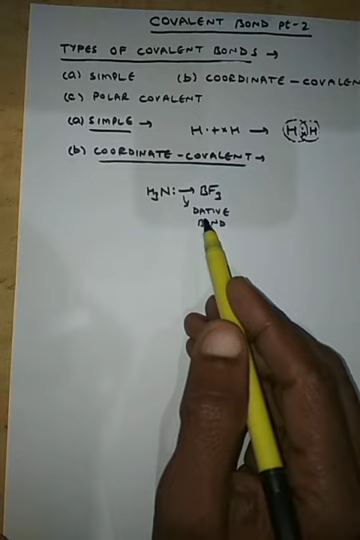 COVALENT BOND PT-2
TYPES OF COVALENT BONDS →
(a) SIMPLE (b) COORDINATE-COVALEN
(c) POLAR COVALENT
(a) SIMPLE → H·+×H → H:H
(b) COORDINATE-COVALENT →
H₃N: → BF₃
DATIVE
BOND